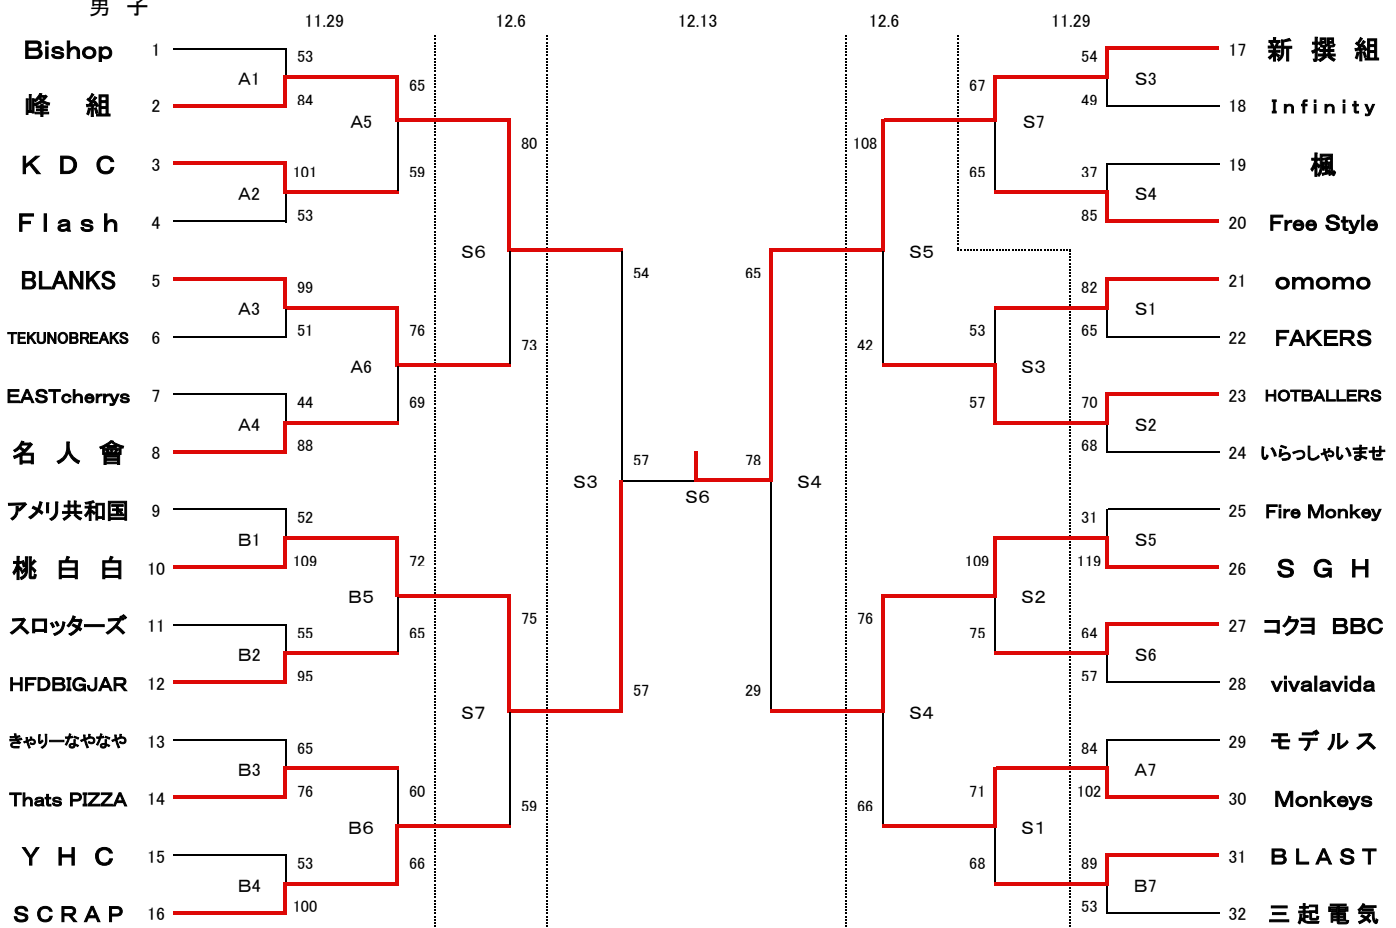 男 子
11.29 12.6 12.13 12.6 11.29
Bishop 1 53 54 17 新 撰 組
A1 65 67 S3
峰 組 2 84 49 18 Infinity
A5 80 108 S7
K D C 3 101 59 65 37 19 楓
A2 S4
Flash 4 53 85 20 Free Style
S6 54 65 S5
BLANKS 5 99 82 21 omomo
A3 S1
TEKUNOBREAKS 6 51 76 73 42 53 65 22 FAKERS
A6 S3
EASTcherrys 7 44 69 57 70 23 HOTBALLERS
A4 S2
名 人 會 8 88 57 78 68 24 いらっしゃいませ
S3 S6 S4
アメリ共和国 9 52 31 25 Fire Monkey
B1 S5
桃 白 白 10 109 72 109 119 26 S G H
B5 S2
スロッターズ 11 55 65 75 76 75 64 27 コクヨ BBC
B2 S6
HFDBIGJAR 12 95 57 29 57 28 vivalavida
S7 S4
きゃりーなやなや 13 65 84 29 モデルス
B3 A7
Thats PIZZA 14 76 60 59 66 71 102 30 Monkeys
B6 S1
Y H C 15 53 66 68 89 31 BLAST
B4 B7
SCRAP 16 100 53 32 三起電気